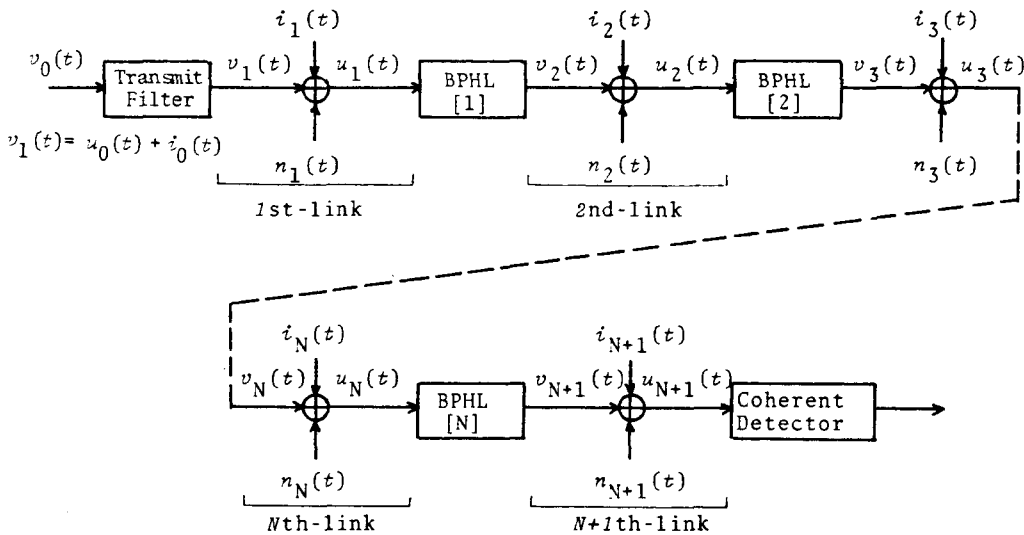 i_1(t) i_2(t) i_3(t)
v_0(t) v_1(t) u_1(t) v_2(t) u_2(t) v_3(t) u_3(t)
Transmit
Filter
BPHL
[1]
BPHL
[2]
v_1(t)= u_0(t) + i_0(t)
n_1(t) n_2(t) n_3(t)
1st-link 2nd-link
i_N(t) i_N+1(t)
v_N(t) u_N(t) v_N+1(t) u_N+1(t)
BPHL
[N]
Coherent
Detector
n_N(t) n_N+1(t)
Nth-link N+1th-link